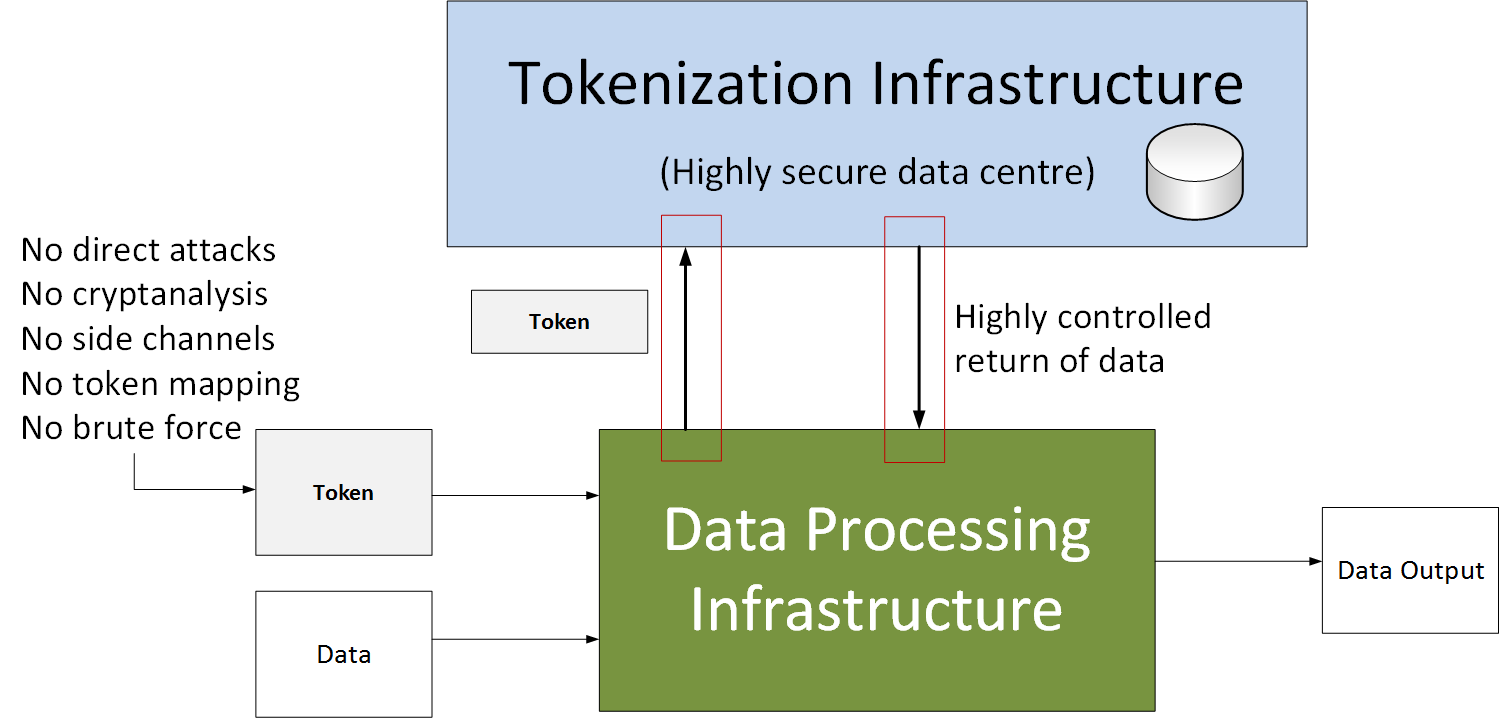 Tokenization Infrastructure
(Highly secure data centre)
No direct attacks
No cryptanalysis
No side channels
No token mapping
No brute force
Token
Highly controlled
return of data
Token
Data
Data Processing
Infrastructure
Data Output